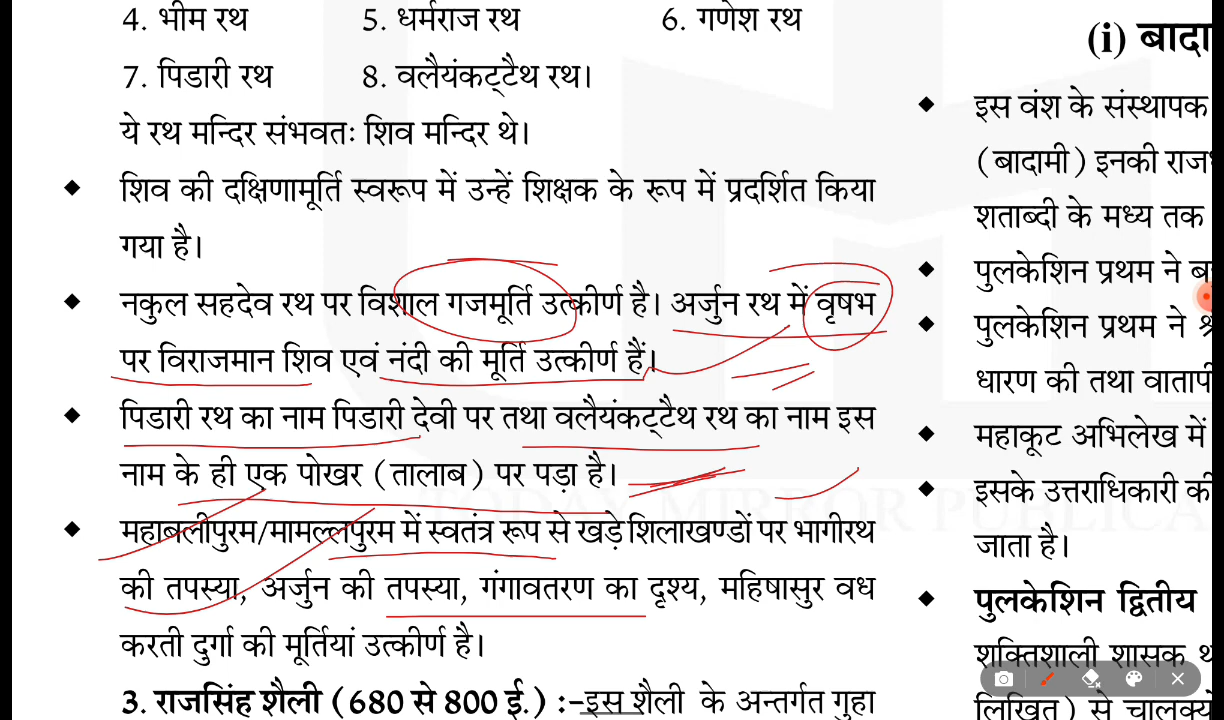 4. भीम रथ 5. धर्मराज रथ 6. गणेश रथ
7. पिडारी रथ 8. वलैयंकट्टैथ रथ।
ये रथ मन्दिर संभवतः शिव मन्दिर थे।
◆ शिव की दक्षिणामूर्ति स्वरूप में उन्हें शिक्षक के रूप में प्रदर्शित किया
गया है।
◆ नकुल सहदेव रथ पर विशाल गजमूर्ति उत्कीर्ण है। अर्जुन रथ में वृषभ
पर विराजमान शिव एवं नंदी की मूर्ति उत्कीर्ण हैं।
◆ पिडारी रथ का नाम पिडारी देवी पर तथा वलैयंकट्टैथ रथ का नाम इस
नाम के ही एक पोखर (तालाब) पर पड़ा है।
◆ महाबलीपुरम/मामल्लपुरम में स्वतंत्र रूप से खड़े शिलाखण्डों पर भागीरथ
की तपस्या, अर्जुन की तपस्या, गंगावतरण का दृश्य, महिषासुर वध
करती दुर्गा की मूर्तियां उत्कीर्ण है।
3. राजसिंह शैली (680 से 800 ई.) :-इस शैली के अन्तर्गत गुहा
(i) बादा
◆ इस वंश के संस्थापक
(बादामी) इनकी राज
शताब्दी के मध्य तक
◆ पुलकेशिन प्रथम ने
◆ पुलकेशिन प्रथम ने
धारण की तथा वातापी
◆ महाकूट अभिलेख में
◆ इसके उत्तराधिकारी की
जाता है।
◆ पुलकेशिन द्वितीय
शक्तिशाली शासक
लिखित) से चालक्य
TODAY MIRROR PUBLICA